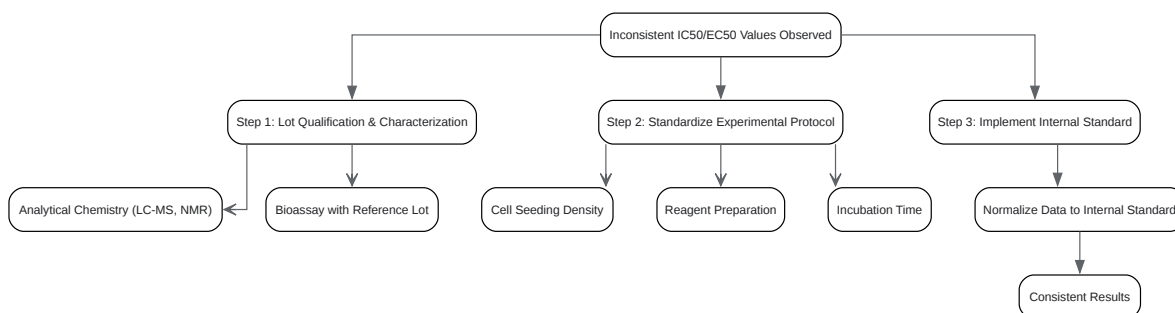 Inconsistent IC50/EC50 Values Observed
Step 1: Lot Qualification & Characterization
Step 2: Standardize Experimental Protocol
Step 3: Implement Internal Standard
Analytical Chemistry (LC-MS, NMR)
Bioassay with Reference Lot
Cell Seeding Density
Reagent Preparation
Incubation Time
Normalize Data to Internal Standard
Consistent Results